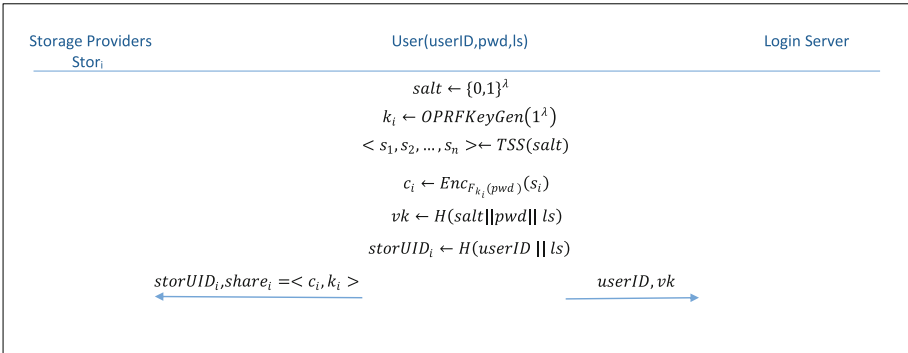 Storage Providers User(userID,pwd,ls) Login Server
Storᵢ
salt ← {0,1}^λ
kᵢ ← OPRFKeyGen(1^λ)
< s₁, s₂, … , sₙ >← TSS(salt)
cᵢ ← Enc_{F_{kᵢ}(pwd)}(sᵢ)
vk ← H(salt||pwd|| ls)
storUIDᵢ ← H(userID || ls)
storUIDᵢ,shareᵢ =< cᵢ, kᵢ > userID, vk